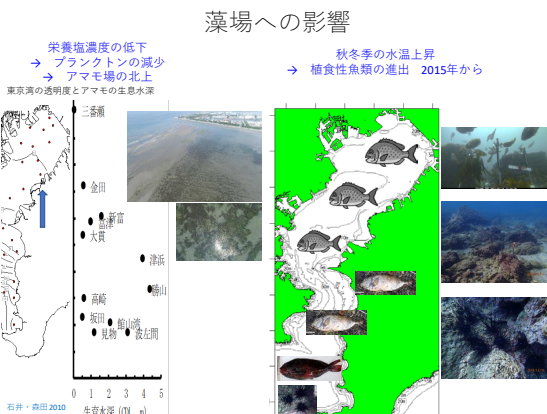 藻場への影響
栄養塩濃度の低下
→ プランクトンの減少
→ アマモ場の北上
東京湾の透明度とアマモの生息水深
秋冬季の水温上昇
→ 植食性魚類の進出 2015年から
三番瀬
金田
新富
富津
大貫
津浜
勝山
高崎
坂田
館山湾
見物
波左間
0 1 2 3 4 5
生育水深 (CDL m)
石井・森田 2010